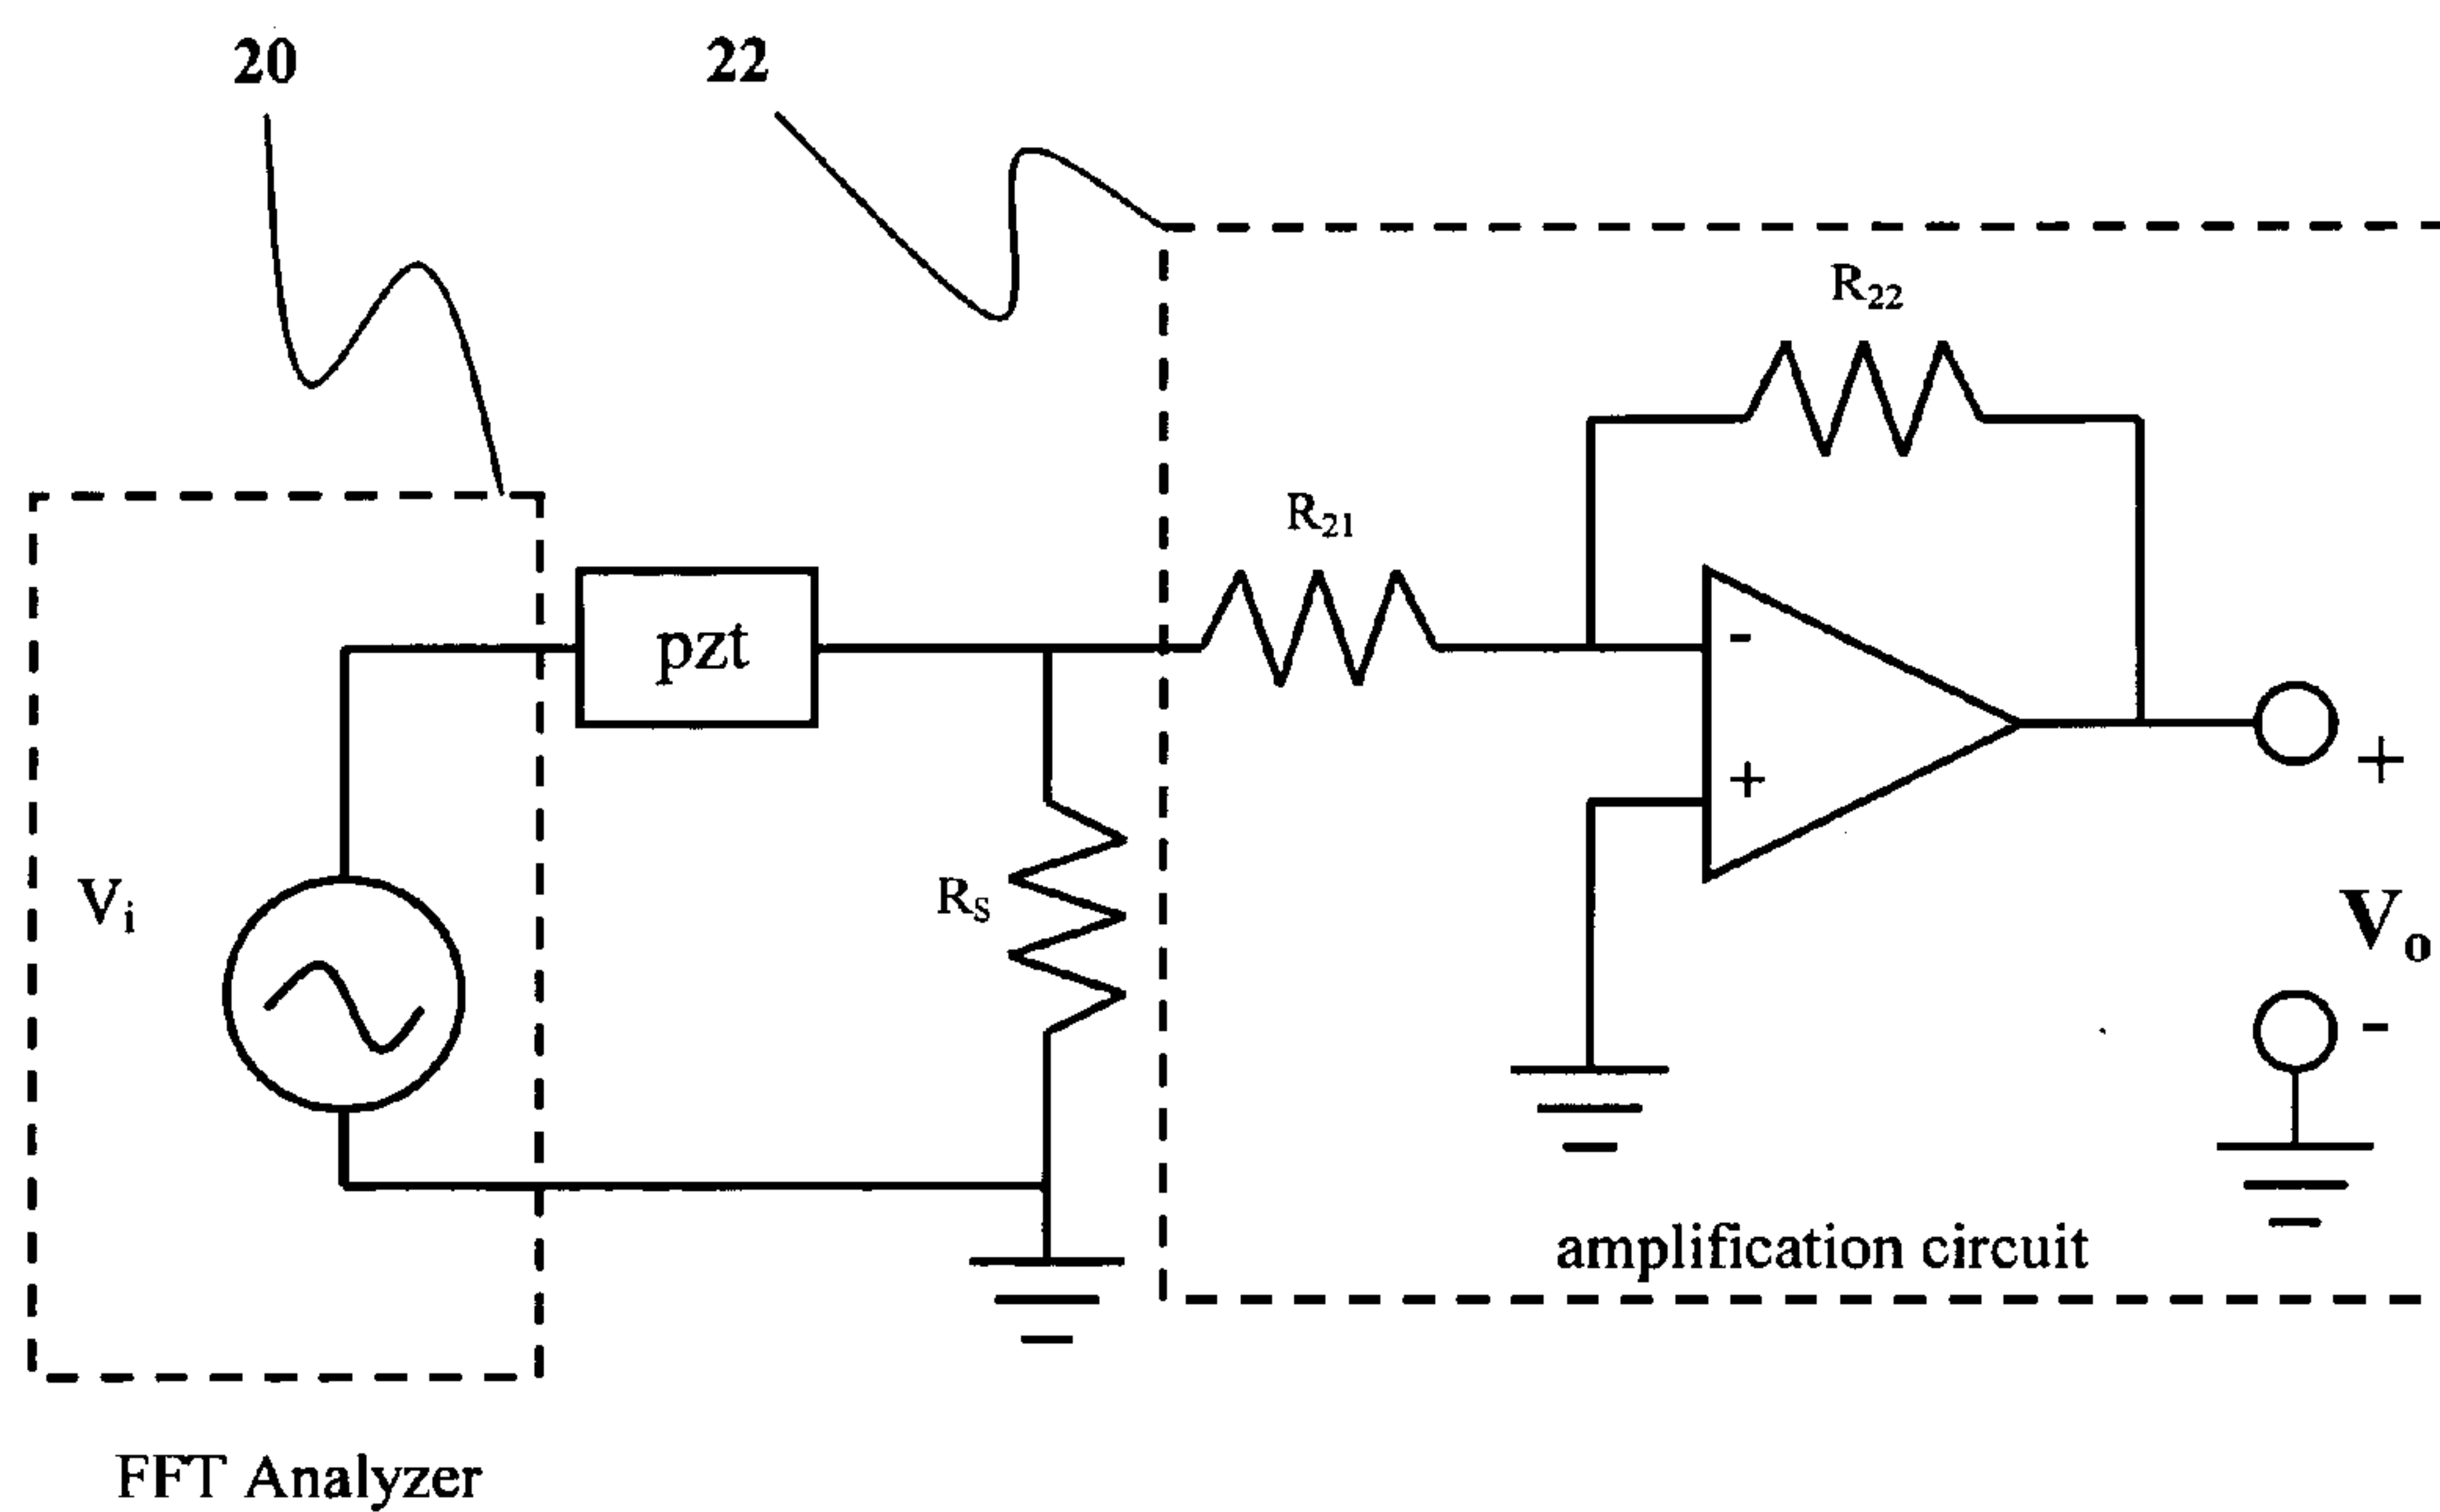 20
22
R₂₂
R₂₁
pzt
-
+
+
Vᵢ
Rₛ
Vₒ
-
amplification circuit
FFT Analyzer